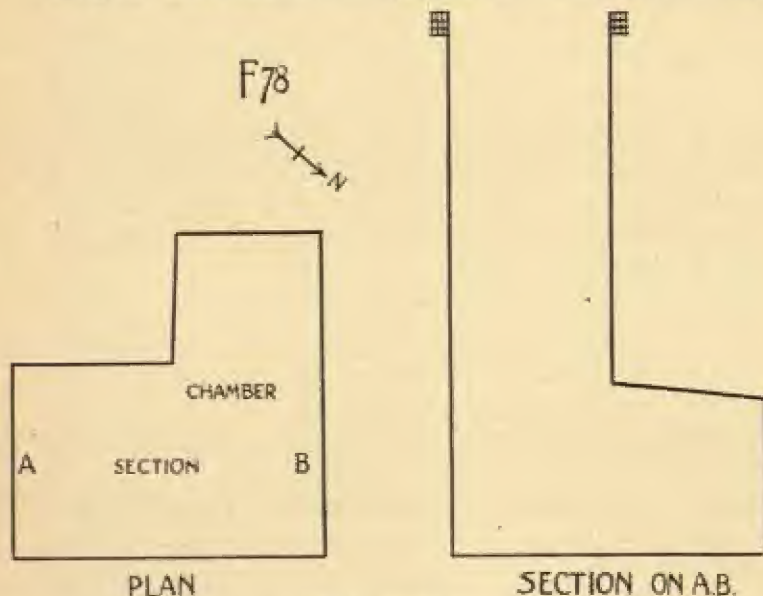 F78
N
CHAMBER
A SECTION B
PLAN
SECTION ON A.B.